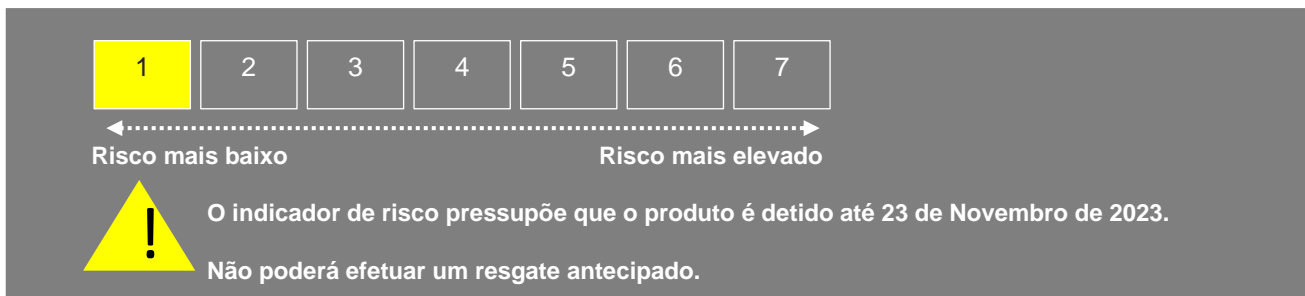 1 2 3 4 5 6 7
Risco mais baixo Risco mais elevado
! O indicador de risco pressupõe que o produto é detido até 23 de Novembro de 2023.
Não poderá efetuar um resgate antecipado.